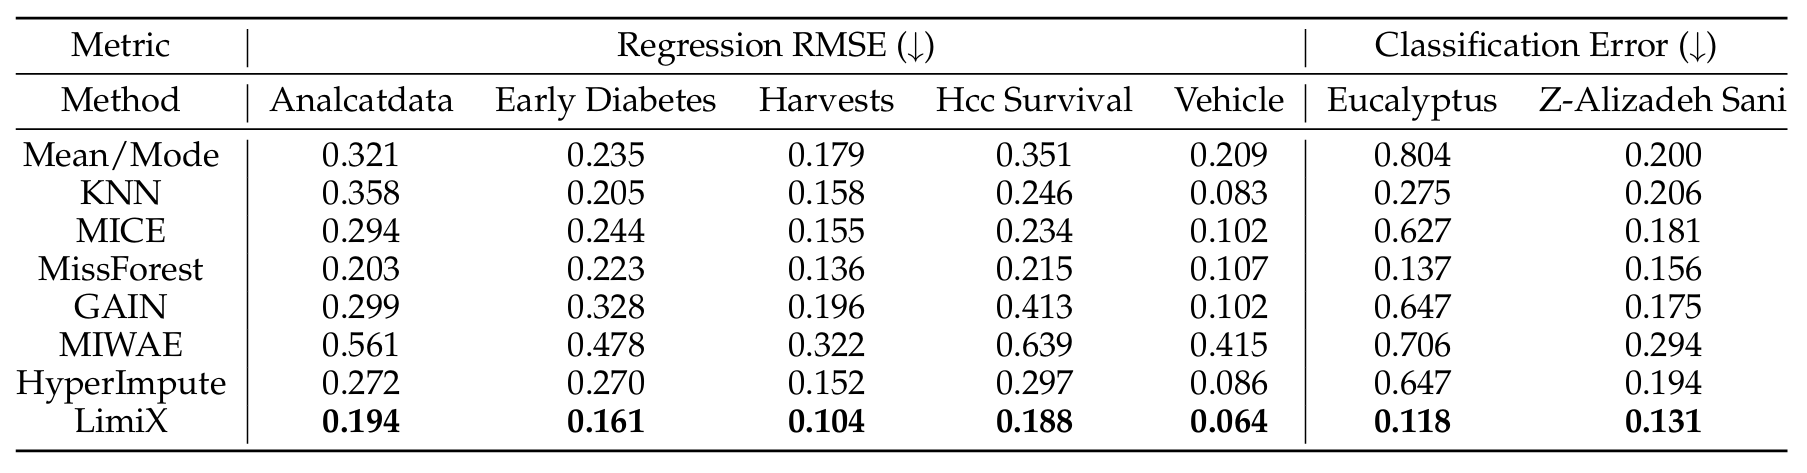 Metric Regression RMSE (↓) Classification Error (↓)
Method Analcatdata Early Diabetes Harvests Hcc Survival Vehicle Eucalyptus Z-Alizadeh Sani
Mean/Mode 0.321 0.235 0.179 0.351 0.209 0.804 0.200
KNN 0.358 0.205 0.158 0.246 0.083 0.275 0.206
MICE 0.294 0.244 0.155 0.234 0.102 0.627 0.181
MissForest 0.203 0.223 0.136 0.215 0.107 0.137 0.156
GAIN 0.299 0.328 0.196 0.413 0.102 0.647 0.175
MIWAE 0.561 0.478 0.322 0.639 0.415 0.706 0.294
HyperImpute 0.272 0.270 0.152 0.297 0.086 0.647 0.194
LimiX 0.194 0.161 0.104 0.188 0.064 0.118 0.131